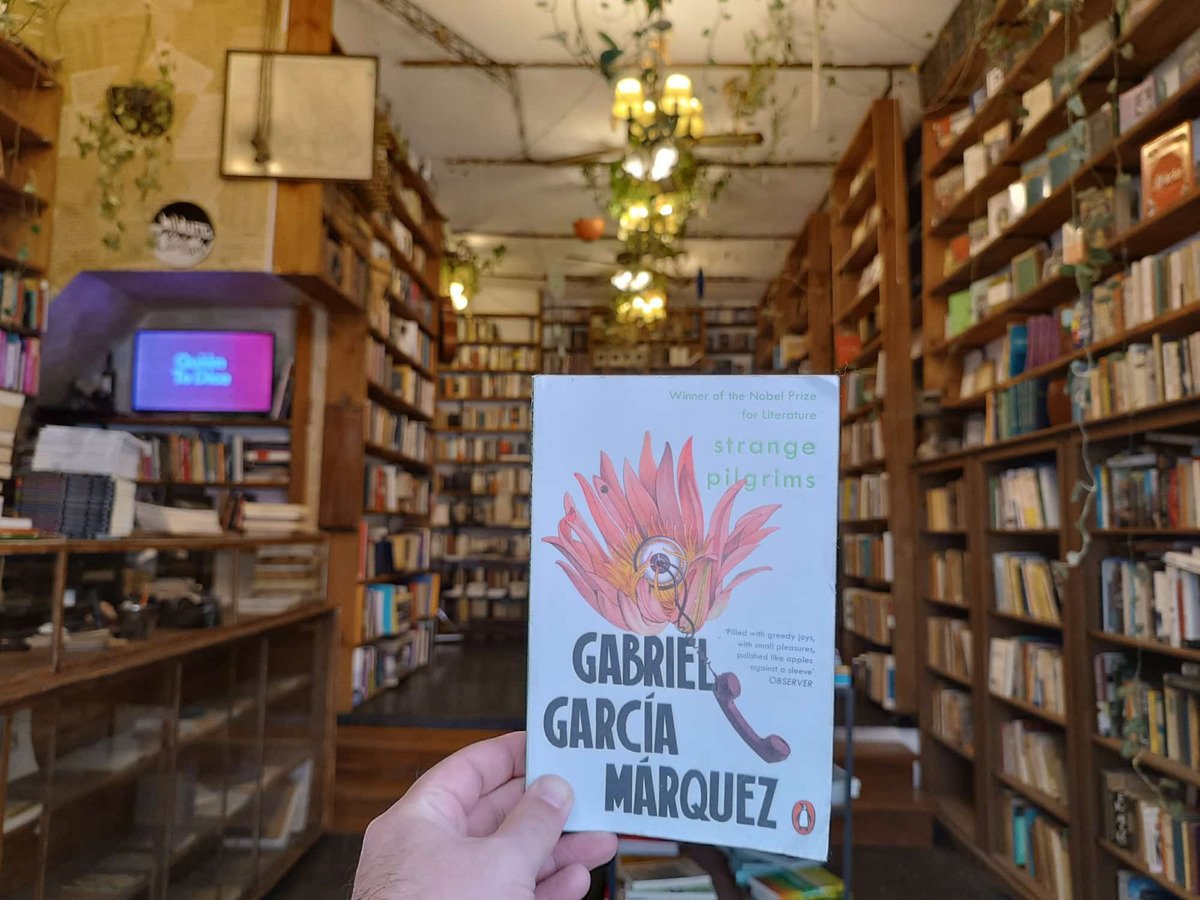 Winner of the Nobel Prize
for Literature
strange
pilgrims
GABRIEL
GARCÍA
MÁRQUEZ
'Filled with greedy joys,
with small pleasures,
polished like apples
against a sleeve'
OBSERVER